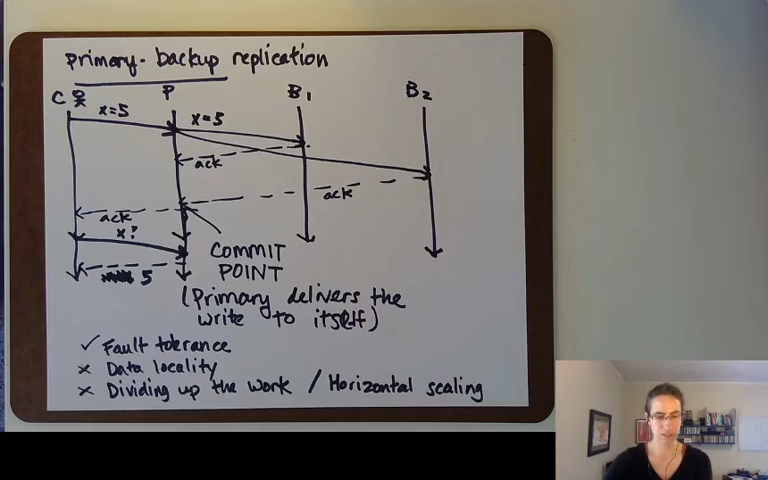 primary-backup replication
C P B1 B2
x=5 x=5
ack
ack
ack
x?
5
COMMIT
POINT
(Primary delivers the
write to itself)
✓ Fault tolerance
x Data locality
x Dividing up the work / Horizontal scaling